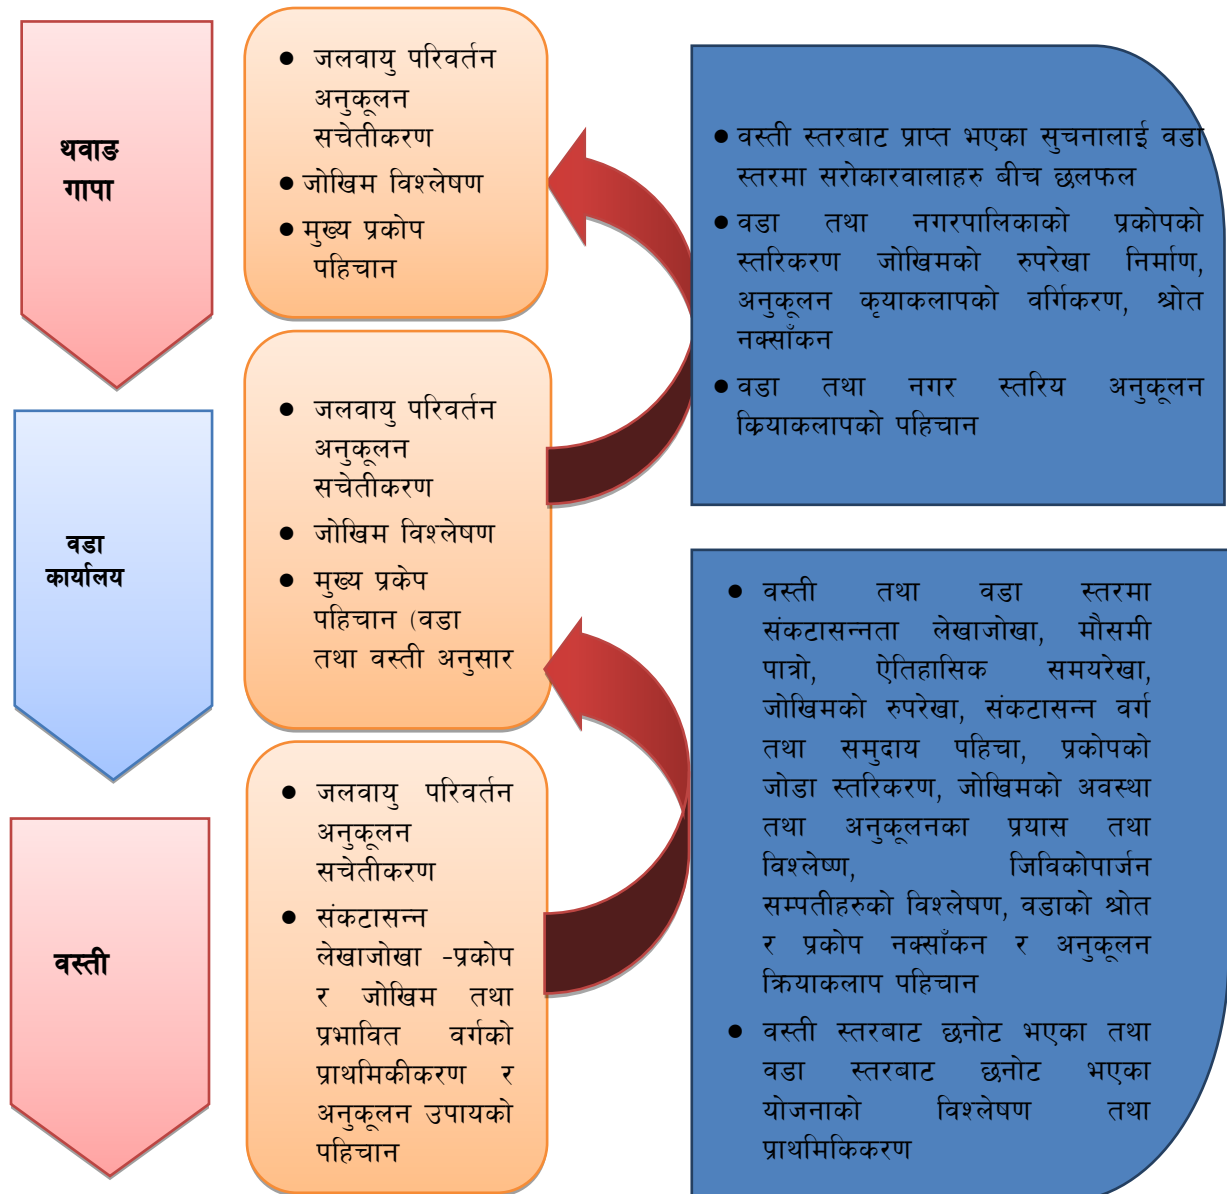 थवाङ
गापा
● जलवायु परिवर्तन
अनुकूलन
सचेतीकरण
● जोखिम विश्लेषण
● मुख्य प्रकोप
पहिचान
● वस्ती स्तरबाट प्राप्त भएका सुचनालाई वडा
स्तरमा सरोकारवालाहरु बीच छलफल
● वडा तथा नगरपालिकाको प्रकोपको
स्तरिकरण जोखिमको रुपरेखा निर्माण,
अनुकूलन कृयाकलापको वर्गिकरण, श्रोत
नक्साँकन
● वडा तथा नगर स्तरिय अनुकूलन
क्रियाकलापको पहिचान
वडा
कार्यालय
● जलवायु परिवर्तन
अनुकूलन
सचेतीकरण
● जोखिम विश्लेषण
● मुख्य प्रकेप
पहिचान (वडा
तथा वस्ती अनुसार
वस्ती
● जलवायु परिवर्तन
अनुकूलन
सचेतीकरण
● संकटासन्न
लेखाजोखा -प्रकोप
र जोखिम तथा
प्रभावित वर्गको
प्राथमिकीकरण र
अनुकूलन उपायको
पहिचान
● वस्ती तथा वडा स्तरमा
संकटासन्नता लेखाजोखा, मौसमी
पात्रो, ऐतिहासिक समयरेखा,
जोखिमको रुपरेखा, संकटासन्न वर्ग
तथा समुदाय पहिचा, प्रकोपको
जोडा स्तरिकरण, जोखिमको अवस्था
तथा अनुकूलनका प्रयास तथा
विश्लेष्ण, जिविकोपार्जन
सम्पतीहरुको विश्लेषण, वडाको श्रोत
र प्रकोप नक्साँकन र अनुकूलन
क्रियाकलाप पहिचान
● वस्ती स्तरबाट छनोट भएका तथा
वडा स्तरबाट छनोट भएका
योजनाको विश्लेषण तथा
प्राथमिकिकरण